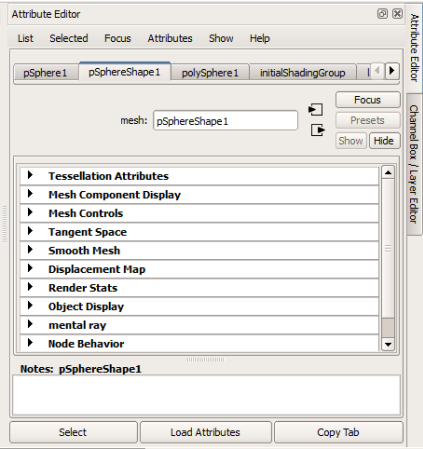 Attribute Editor
List Selected Focus Attributes Show Help
pSphere1 pSphereShape1 polySphere1 initialShadingGroup
mesh: pSphereShape1
Focus
Presets
Show Hide
Tessellation Attributes
Mesh Component Display
Mesh Controls
Tangent Space
Smooth Mesh
Displacement Map
Render Stats
Object Display
mental ray
Node Behavior
Notes: pSphereShape1
Select Load Attributes Copy Tab
Attribute Editor
Channel Box / Layer Editor